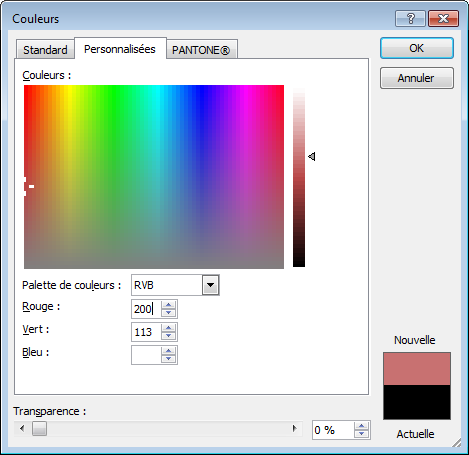 Couleurs
Standard Personnalisées PANTONE®
OK
Annuler
Couleurs :
Palette de couleurs : RVB
Rouge : 200
Vert : 113
Bleu :
Nouvelle
Actuelle
Transparence :
0 %